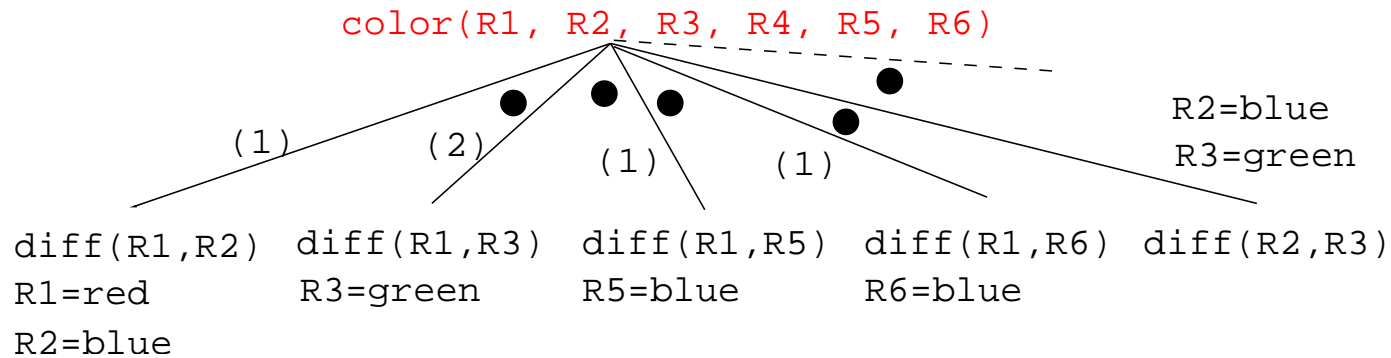 color(R1, R2, R3, R4, R5, R6)
R2=blue
R3=green
(1) (2) (1) (1)
diff(R1,R2) diff(R1,R3) diff(R1,R5) diff(R1,R6) diff(R2,R3)
R1=red R3=green R5=blue R6=blue
R2=blue